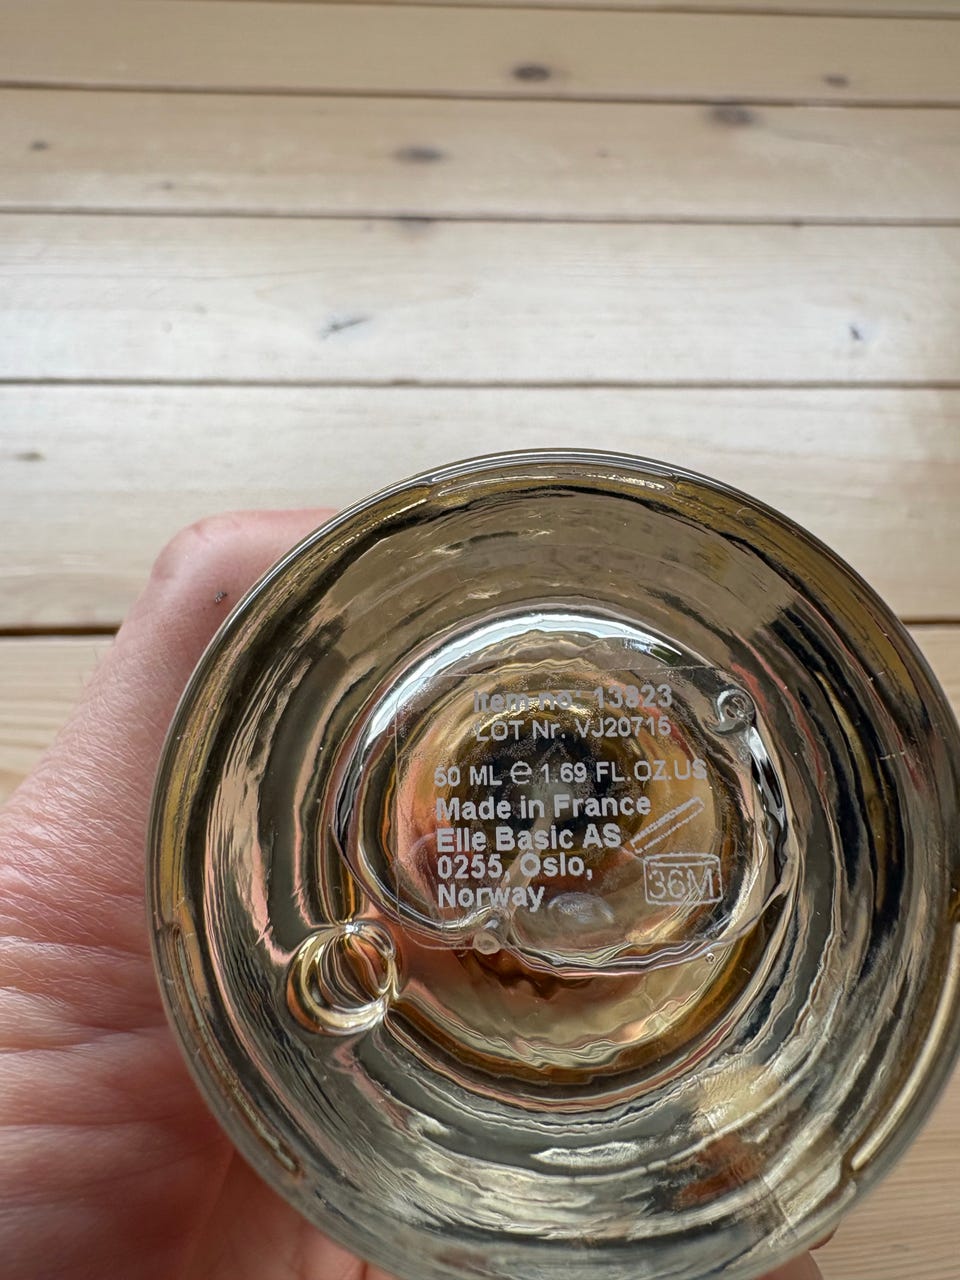 Item no: 13823
LOT Nr. VJ20715
50 ML ℮ 1.69 FL.OZ.US
Made in France
Elle Basic AS
0255, Oslo,
Norway
36M